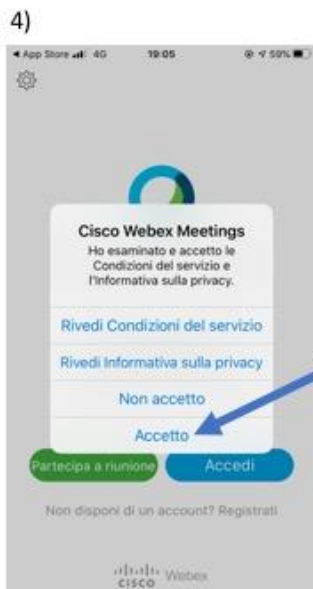 4)
App Store 4G 19:05 59%
Cisco Webex Meetings
Ho esaminato e accetto le
Condizioni del servizio e
l'Informativa sulla privacy.
Rivedi Condizioni del servizio
Rivedi Informativa sulla privacy
Non accetto
Accetto
Partecipa a riunione Accedi
Non disponi di un account? Registrati
CISCO Webex